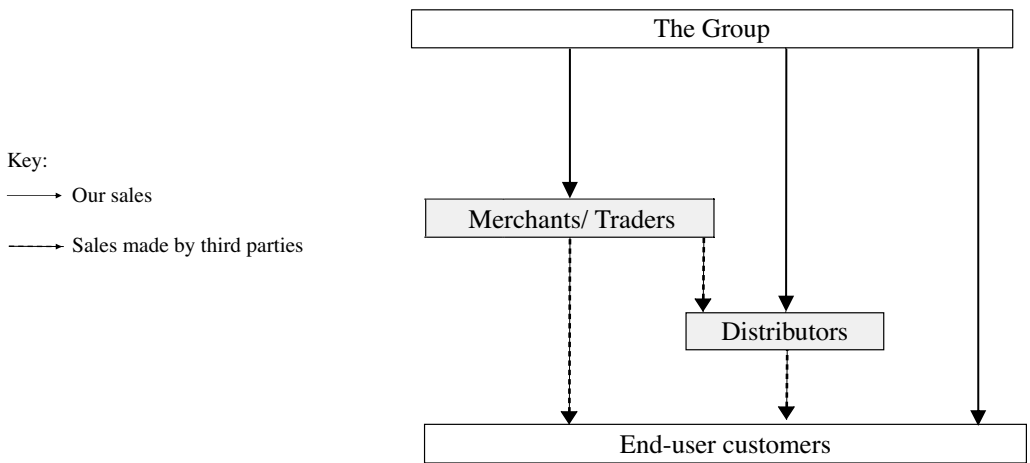 The Group
Key:
Our sales
Merchants/ Traders
Sales made by third parties
Distributors
End-user customers